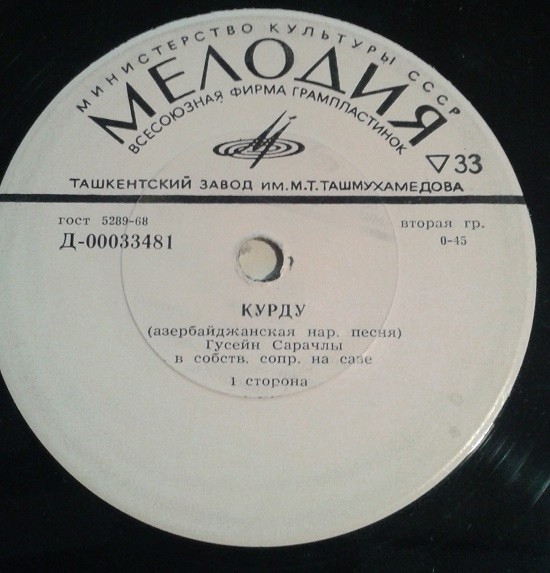 МИНИСТЕРСТВО КУЛЬТУРЫ СССР
МЕЛОДИЯ
ВСЕСОЮЗНАЯ ФИРМА ГРАМПЛАСТИНОК
▽33
ТАШКЕНТСКИЙ ЗАВОД ИМ. М.Т.ТАШМУХАМЕДОВА
гост 5289-68
вторая гр.
Д-00033481
0-45
КУРДУ
(азербайджанская нар. песня)
Гусейн Сарачлы
в собств. сопр. на сазе
1 сторона